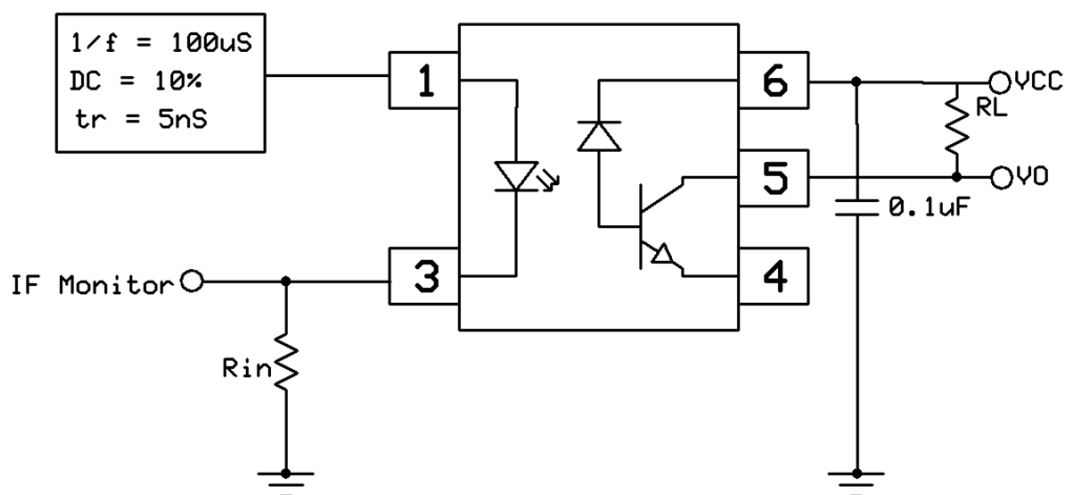 1/f = 100uS
DC = 10%
tr = 5nS
1
3
6
5
4
VCC
RL
VO
0.1uF
IF Monitor
Rin